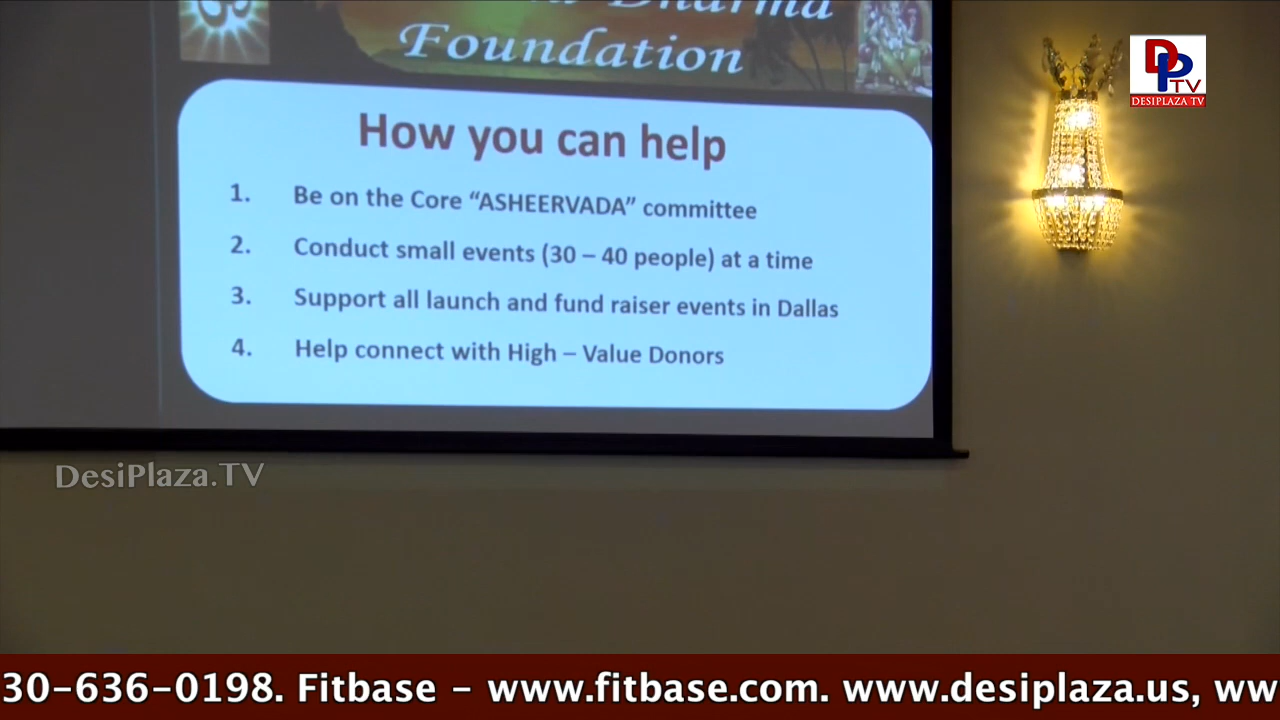 Dharma
Foundation
How you can help
1. Be on the Core “ASHEERVADA” committee
2. Conduct small events (30 – 40 people) at a time
3. Support all launch and fund raiser events in Dallas
4. Help connect with High – Value Donors
DP TV
DESIPLAZA TV
DesiPlaza.TV
30-636-0198. Fitbase - www.fitbase.com. www.desiplaza.us, ww